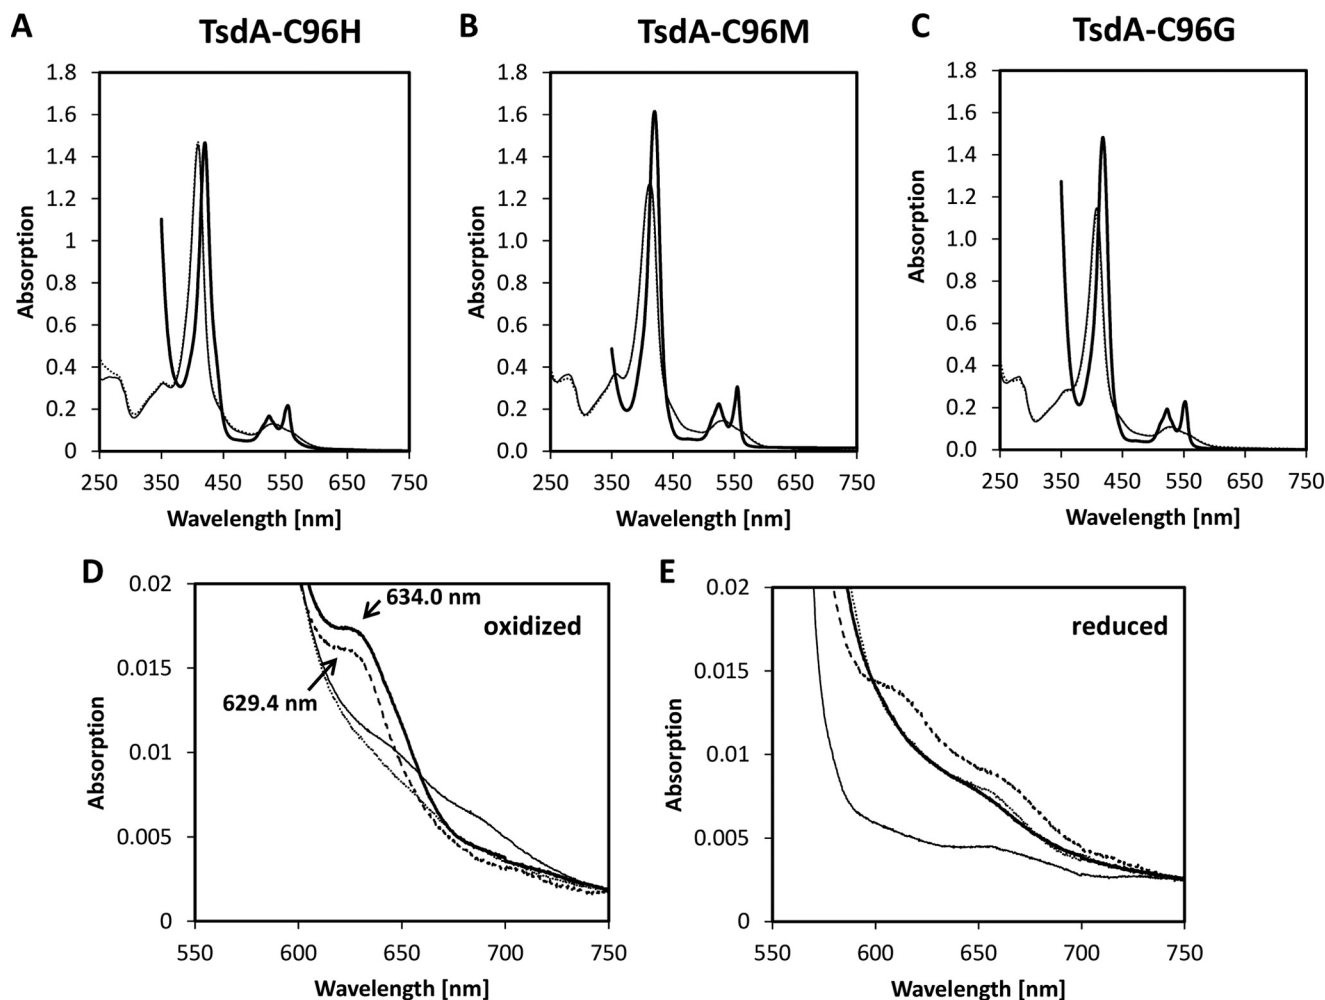 A TsdA-C96H
B TsdA-C96M
C TsdA-C96G
1.8
1.6
1.4
1.2
1
0.8
0.6
0.4
0.2
0.0
Absorption
250 350 450 550 650 750
Wavelength [nm]
1.8
1.6
1.4
1.2
1.0
0.8
0.6
0.4
0.2
0.0
Absorption
250 350 450 550 650 750
Wavelength [nm]
1.8
1.6
1.4
1.2
1.0
0.8
0.6
0.4
0.2
0.0
Absorption
250 350 450 550 650 750
Wavelength [nm]
D
0.02
0.015
0.01
0.005
0
Absorption
634.0 nm
oxidized
629.4 nm
550 600 650 700 750
Wavelength [nm]
E
0.02
0.015
0.01
0.005
0
Absorption
reduced
550 600 650 700 750
Wavelength [nm]